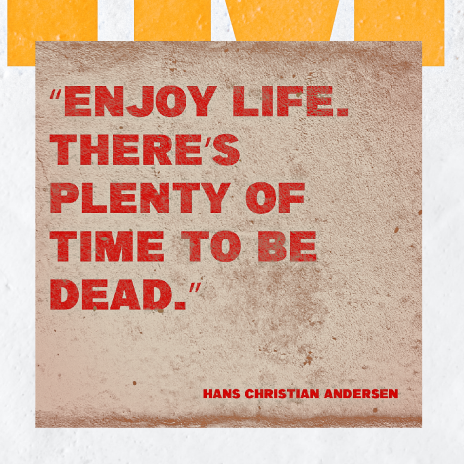 “ENJOY LIFE.
THERE’S
PLENTY OF
TIME TO BE
DEAD.”
HANS CHRISTIAN ANDERSEN